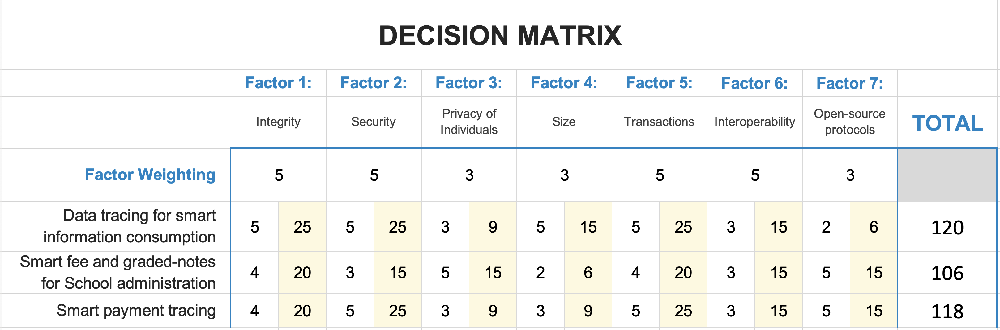 DECISION MATRIX
Factor 1: Factor 2: Factor 3: Factor 4: Factor 5: Factor 6: Factor 7:
Integrity Security Privacy of Individuals Size Transactions Interoperability Open-source protocols TOTAL
Factor Weighting 5 5 3 3 5 5 3
Data tracing for smart
information consumption 5 25 5 25 3 9 5 15 5 25 3 15 2 6 120
Smart fee and graded-notes
for School administration 4 20 3 15 5 15 2 6 4 20 3 15 5 15 106
Smart payment tracing 4 20 5 25 3 9 3 9 5 25 3 15 5 15 118